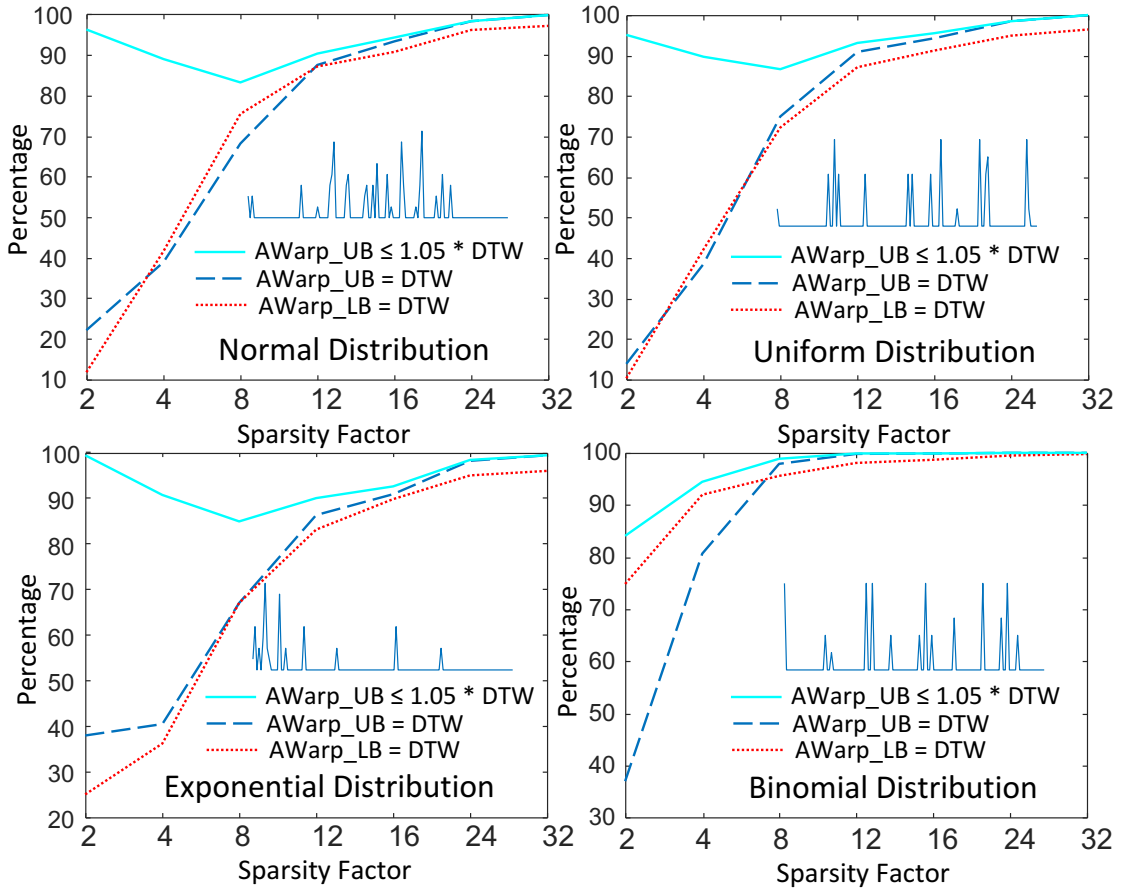 100
90
80
70
60
50
40
30
20
10
Percentage
AWarp_UB ≤ 1.05 * DTW
AWarp_UB = DTW
AWarp_LB = DTW
Normal Distribution
2 4 8 12 16 24 32
Sparsity Factor
100
90
80
70
60
50
40
30
20
10
Percentage
AWarp_UB ≤ 1.05 * DTW
AWarp_UB = DTW
AWarp_LB = DTW
Uniform Distribution
2 4 8 12 16 24 32
Sparsity Factor
100
90
80
70
60
50
40
30
20
Percentage
AWarp_UB ≤ 1.05 * DTW
AWarp_UB = DTW
AWarp_LB = DTW
Exponential Distribution
2 4 8 12 16 24 32
Sparsity Factor
100
90
80
70
60
50
40
30
Percentage
AWarp_UB ≤ 1.05 * DTW
AWarp_UB = DTW
AWarp_LB = DTW
Binomial Distribution
2 4 8 12 16 24 32
Sparsity Factor